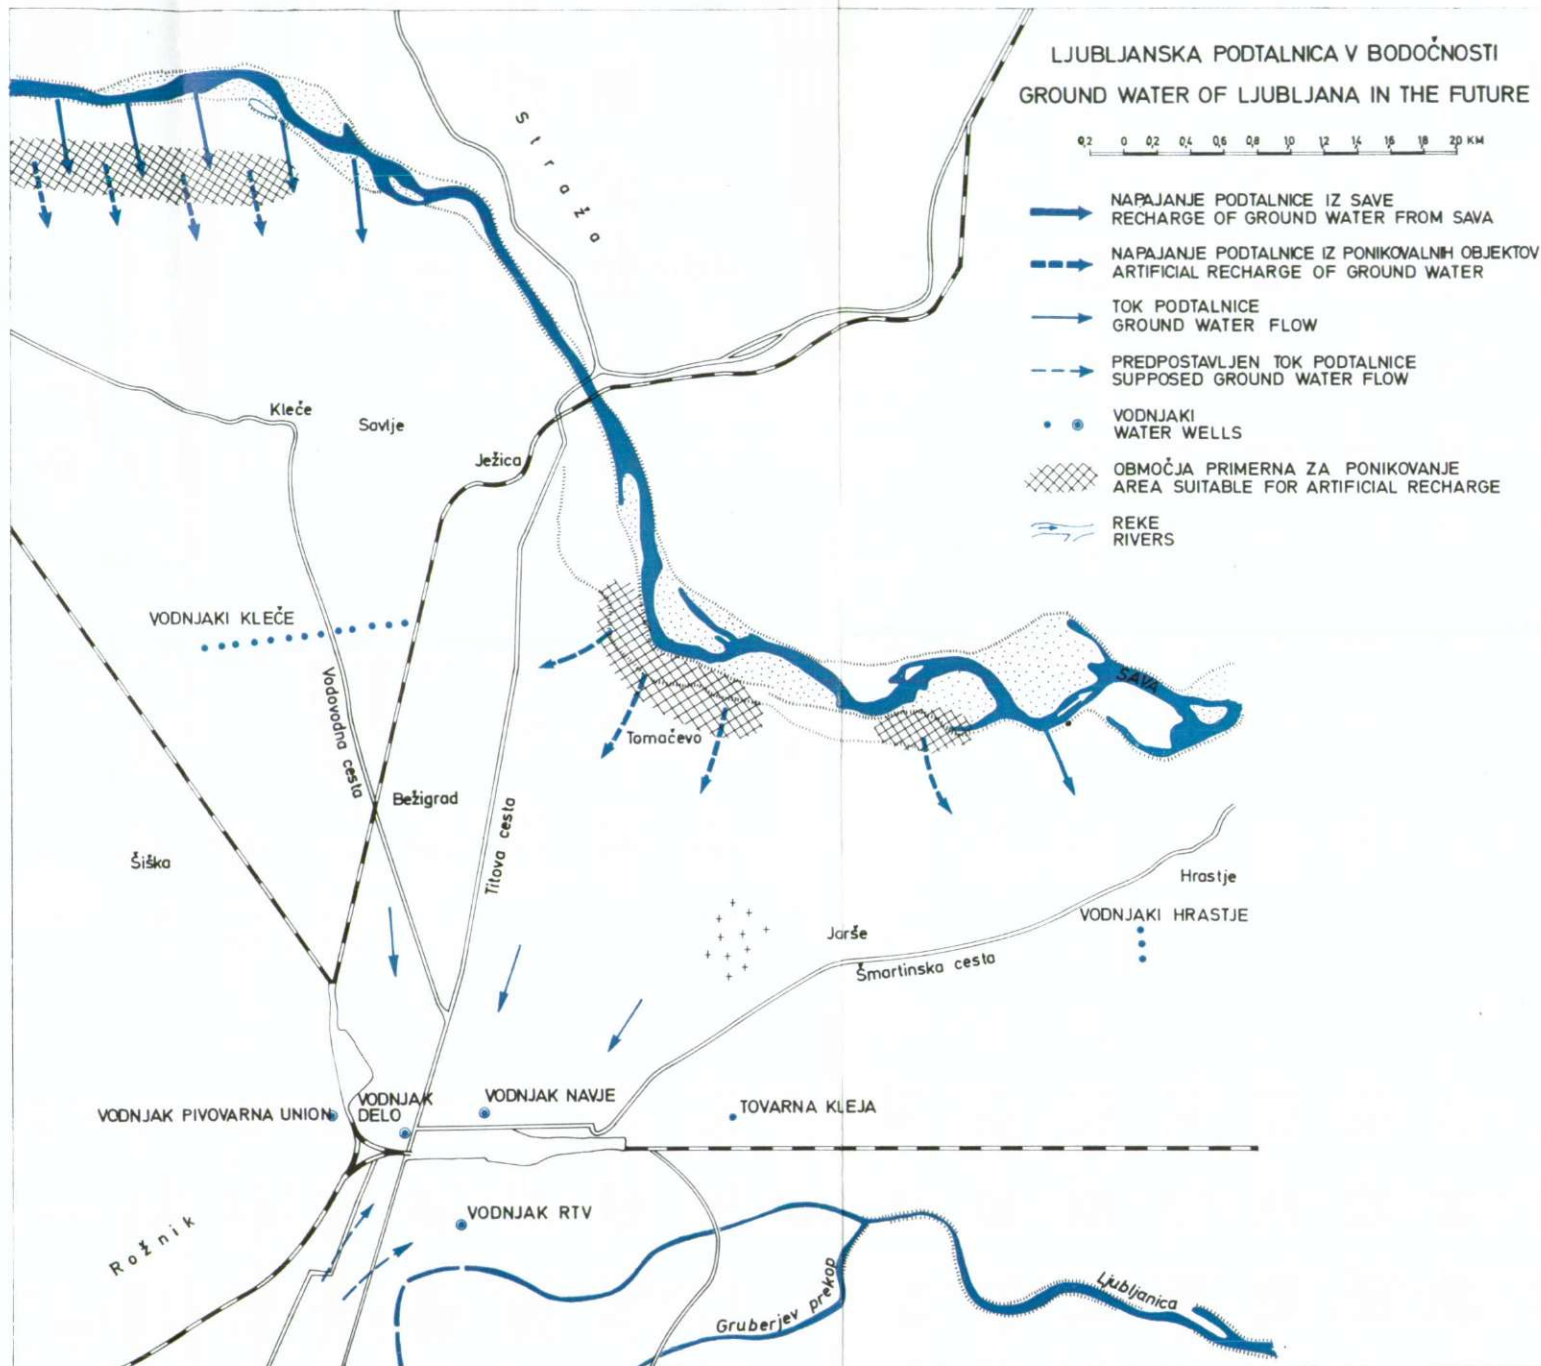 LJUBLJANSKA PODTALNICA V BODOČNOSTI
GROUND WATER OF LJUBLJANA IN THE FUTURE
0,2 0 0,2 0,4 0,6 0,8 1,0 1,2 1,4 1,6 1,8 2,0 KM
NAPAJANJE PODTALNICE IZ SAVE
RECHARGE OF GROUND WATER FROM SAVA
NAPAJANJE PODTALNICE IZ PONIKOVALNIH OBJEKTOV
ARTIFICIAL RECHARGE OF GROUND WATER
TOK PODTALNICE
GROUND WATER FLOW
PREDPOSTAVLJEN TOK PODTALNICE
SUPPOSED GROUND WATER FLOW
VODNJAKI
WATER WELLS
OBMOČJA PRIMERNA ZA PONIKOVANJE
AREA SUITABLE FOR ARTIFICIAL RECHARGE
REKE
RIVERS
Straža
Kleče
Savlje
Ježica
VODNJAKI KLEČE
Vodovodna cesta
SAVA
Tomačevo
Bežigrad
Titova cesta
Šiška
Hrastje
VODNJAKI HRASTJE
Jarše
Šmartinska cesta
VODNJAK PIVOVARNA UNION
VODNJAK
DELO
VODNJAK NAVJE
TOVARNA KLEJA
VODNJAK RTV
Rožnik
Gruberjev prekop
Ljubljanica